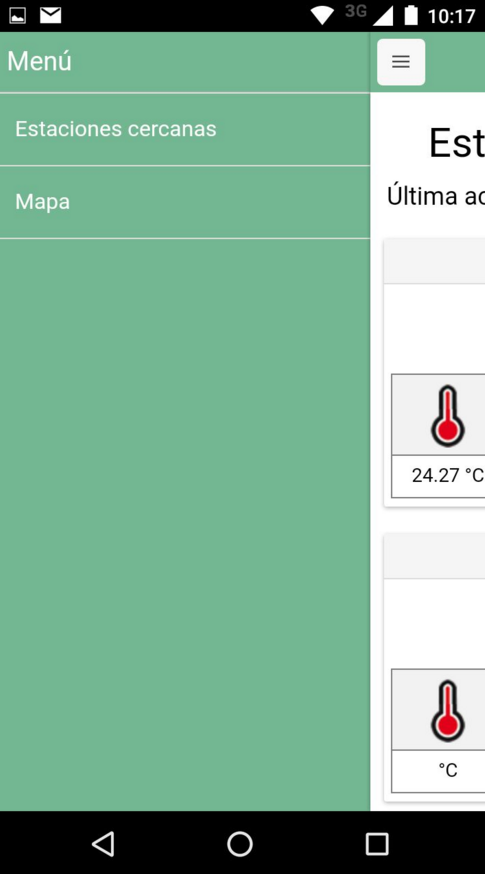 3G 10:17
Menú
Estaciones cercanas
Mapa
Est
Última ac
24.27 °C
°C